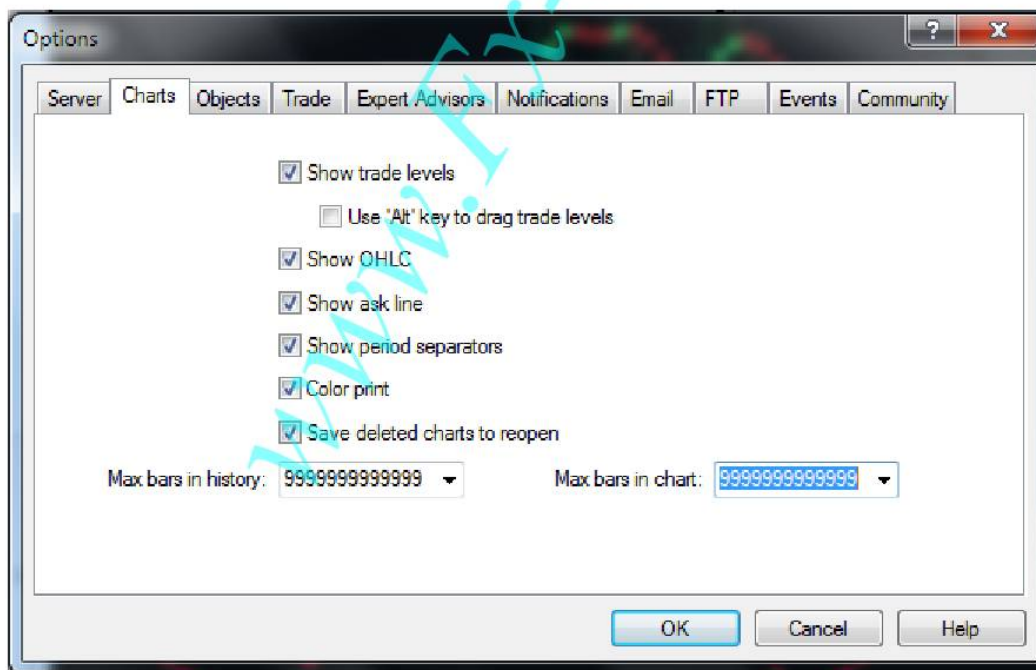 Options
?
x
Server Charts Objects Trade Expert Advisors Notifications Email FTP Events Community
Show trade levels
Use 'Alt' key to drag trade levels
Show OHLC
Show ask line
Show period separators
Color print
Save deleted charts to reopen
Max bars in history: 9999999999999 Max bars in chart: 9999999999999
OK Cancel Help
www.Fx